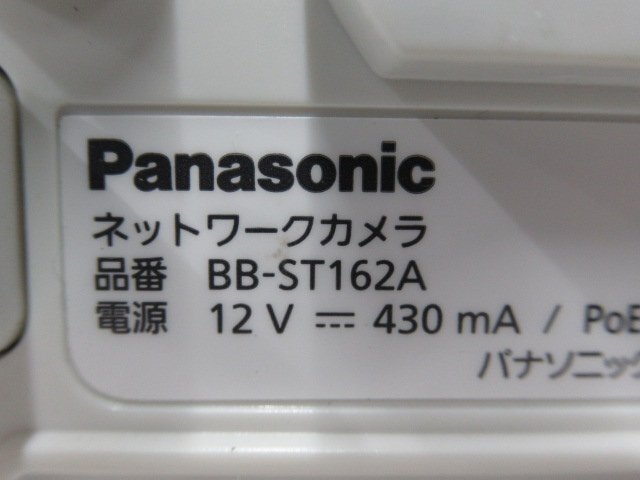 Panasonic
ネットワークカメラ
品番 BB-ST162A
電源 12 V ⎓ 430 mA / PoE
パナソニック